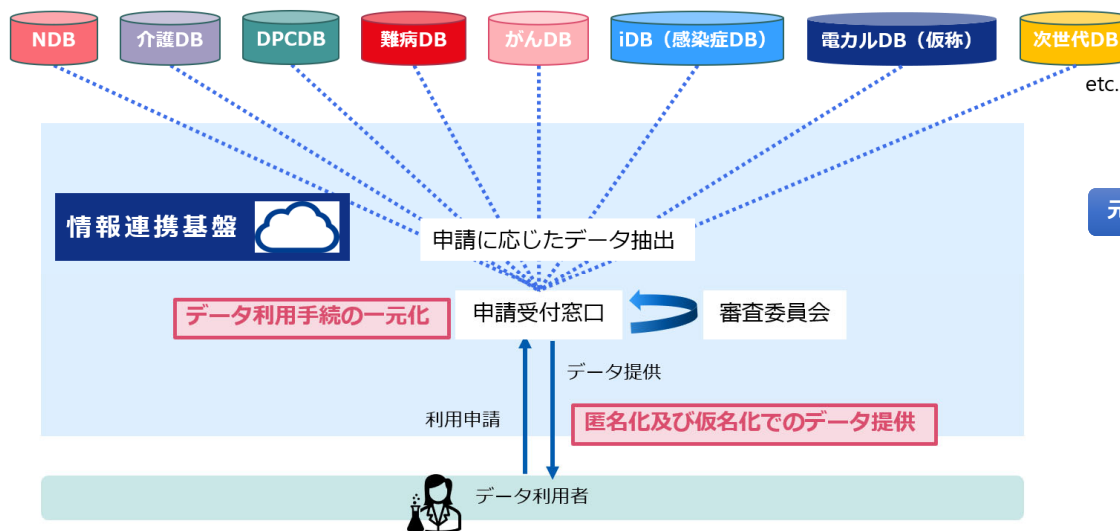 NDB
介護DB
DPCDB
難病DB
がんDB
iDB（感染症DB）
電カルDB（仮称）
次世代DB
etc.
情報連携基盤
申請に応じたデータ抽出
元
データ利用手続の一元化
申請受付窓口
審査委員会
データ提供
利用申請
匿名化及び仮名化でのデータ提供
データ利用者